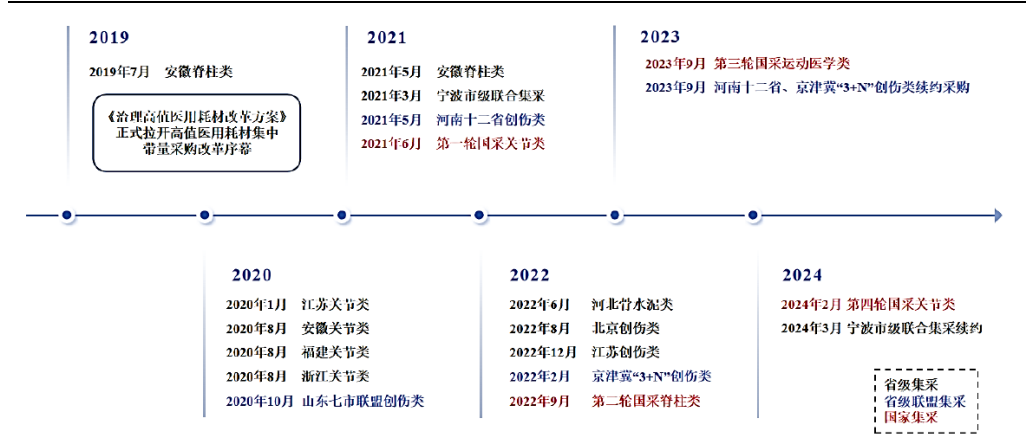 2019
2019年7月 安徽脊柱类
《治理高值医用耗材改革方案》
正式拉开高值医用耗材集中
带量采购改革序幕
2021
2021年5月 安徽脊柱类
2021年3月 宁波市级联合集采
2021年5月 河南十二省创伤类
2021年6月 第一轮国采关节类
2023
2023年9月 第三轮国采运动医学类
2023年9月 河南十二省、京津冀“3+N”创伤类续约采购
2020
2020年1月 江苏关节类
2020年8月 安徽关节类
2020年8月 福建关节类
2020年8月 浙江关节类
2020年10月 山东七市联盟创伤类
2022
2022年6月 河北骨水泥类
2022年8月 北京创伤类
2022年12月 江苏创伤类
2022年2月 京津冀“3+N”创伤类
2022年9月 第二轮国采脊柱类
2024
2024年2月 第四轮国采关节类
2024年3月 宁波市级联合集采续约
省级集采
省级联盟集采
国家集采